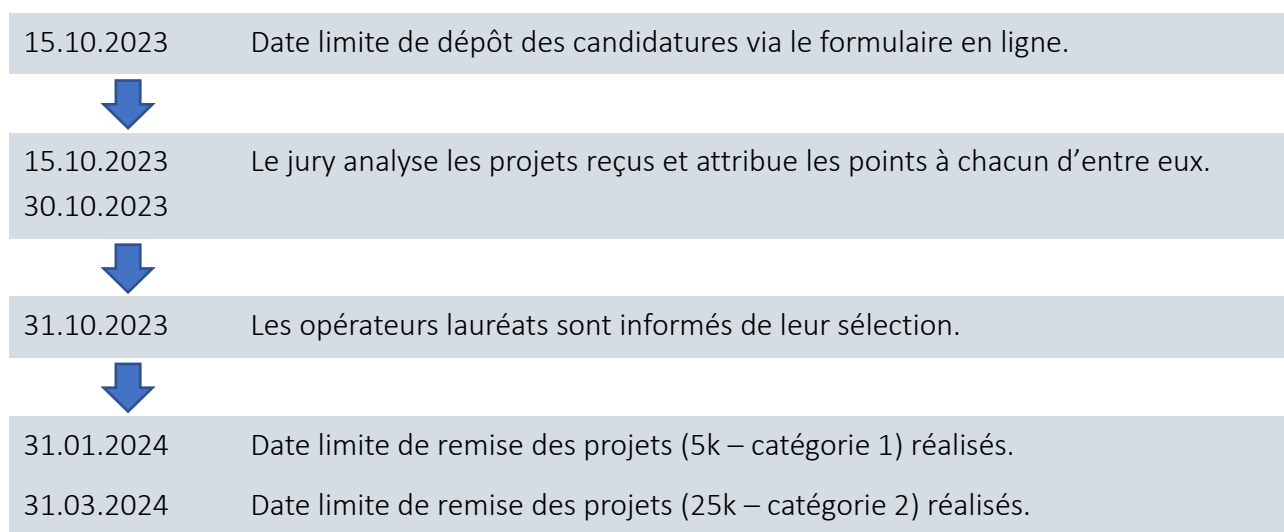 15.10.2023 Date limite de dépôt des candidatures via le formulaire en ligne.
15.10.2023 Le jury analyse les projets reçus et attribue les points à chacun d’entre eux.
30.10.2023
31.10.2023 Les opérateurs lauréats sont informés de leur sélection.
31.01.2024 Date limite de remise des projets (5k – catégorie 1) réalisés.
31.03.2024 Date limite de remise des projets (25k – catégorie 2) réalisés.